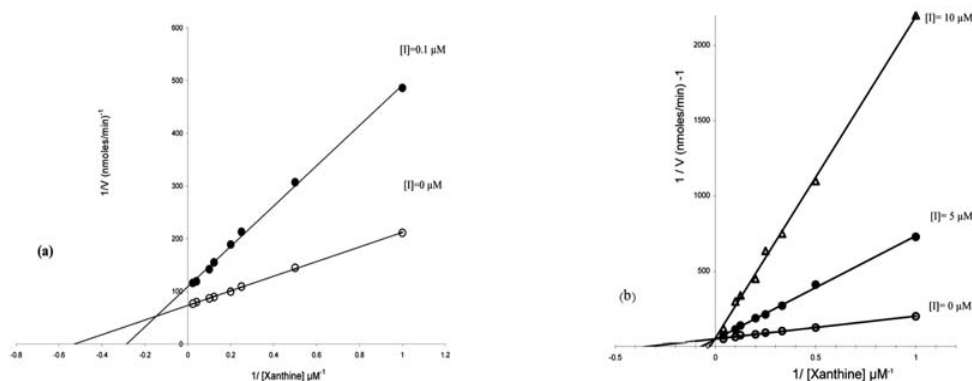 (a)
1/V (nmoles/min)-1
600
500
400
300
200
100
0
-0.8
-0.6
-0.4
-0.2
0
0.2
0.4
0.6
0.8
1
1.2
1/ [Xanthine] µM-1
[I]=0.1 µM
[I]=0 µM
(b)
1 / V (nmoles/min) -1
2000
1500
1000
500
-0.5
0
0.5
1
1/ [Xanthine] µM-1
[I]= 10 µM
[I]= 5 µM
[I]= 0 µM